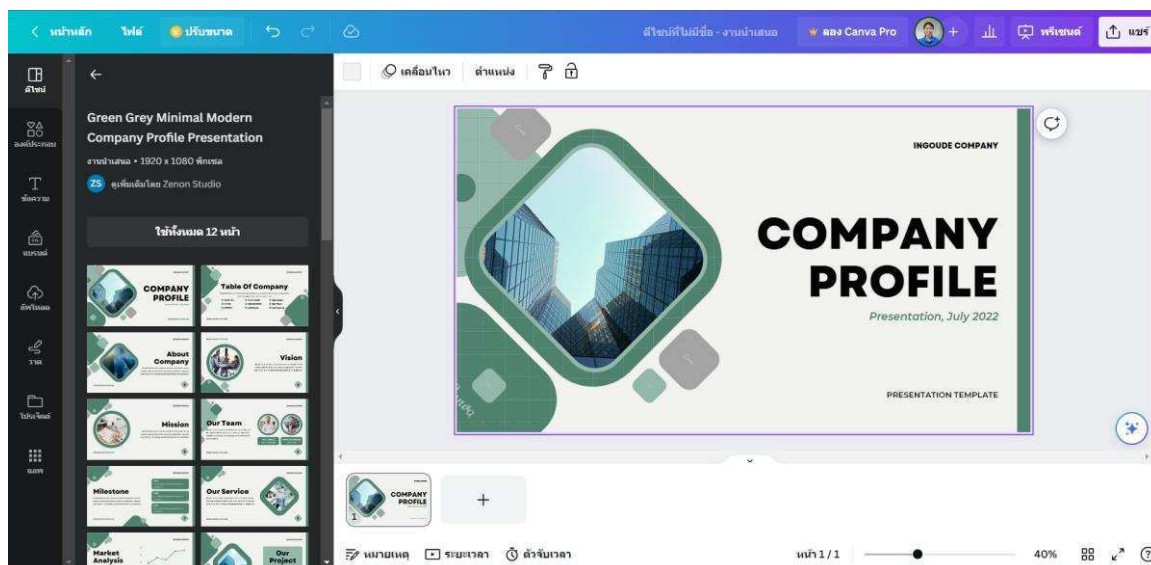 หน้าหลัก ไฟล์ ปรับขนาด ดีไซน์ที่ไม่มีชื่อ - งานนำเสนอ ลอง Canva Pro + พรีเซนต์ แชร์
ดีไซน์
องค์ประกอบ
ข้อความ
แบรนด์
อัพโหลด
วาด
โปรเจ็กต์
แอพ
Green Grey Minimal Modern
Company Profile Presentation
งานนำเสนอ • 1920 x 1080 พิกเซล
ZS ดูเพิ่มเติมโดย Zenon Studio
ใช้ทั้งหมด 12 หน้า
COMPANY
PROFILE
Table Of Company
About
Company
Vision
Mission
Our Team
Milestone
Our Service
Market
Analysis
Our
Project
เคลื่อนไหว ตำแหน่ง
INGOUDE COMPANY
COMPANY
PROFILE
Presentation, July 2022
PRESENTATION TEMPLATE
COMPANY
PROFILE
1
+
หมายเหตุ ระยะเวลา ตัวจับเวลา หน้า 1 / 1 40%